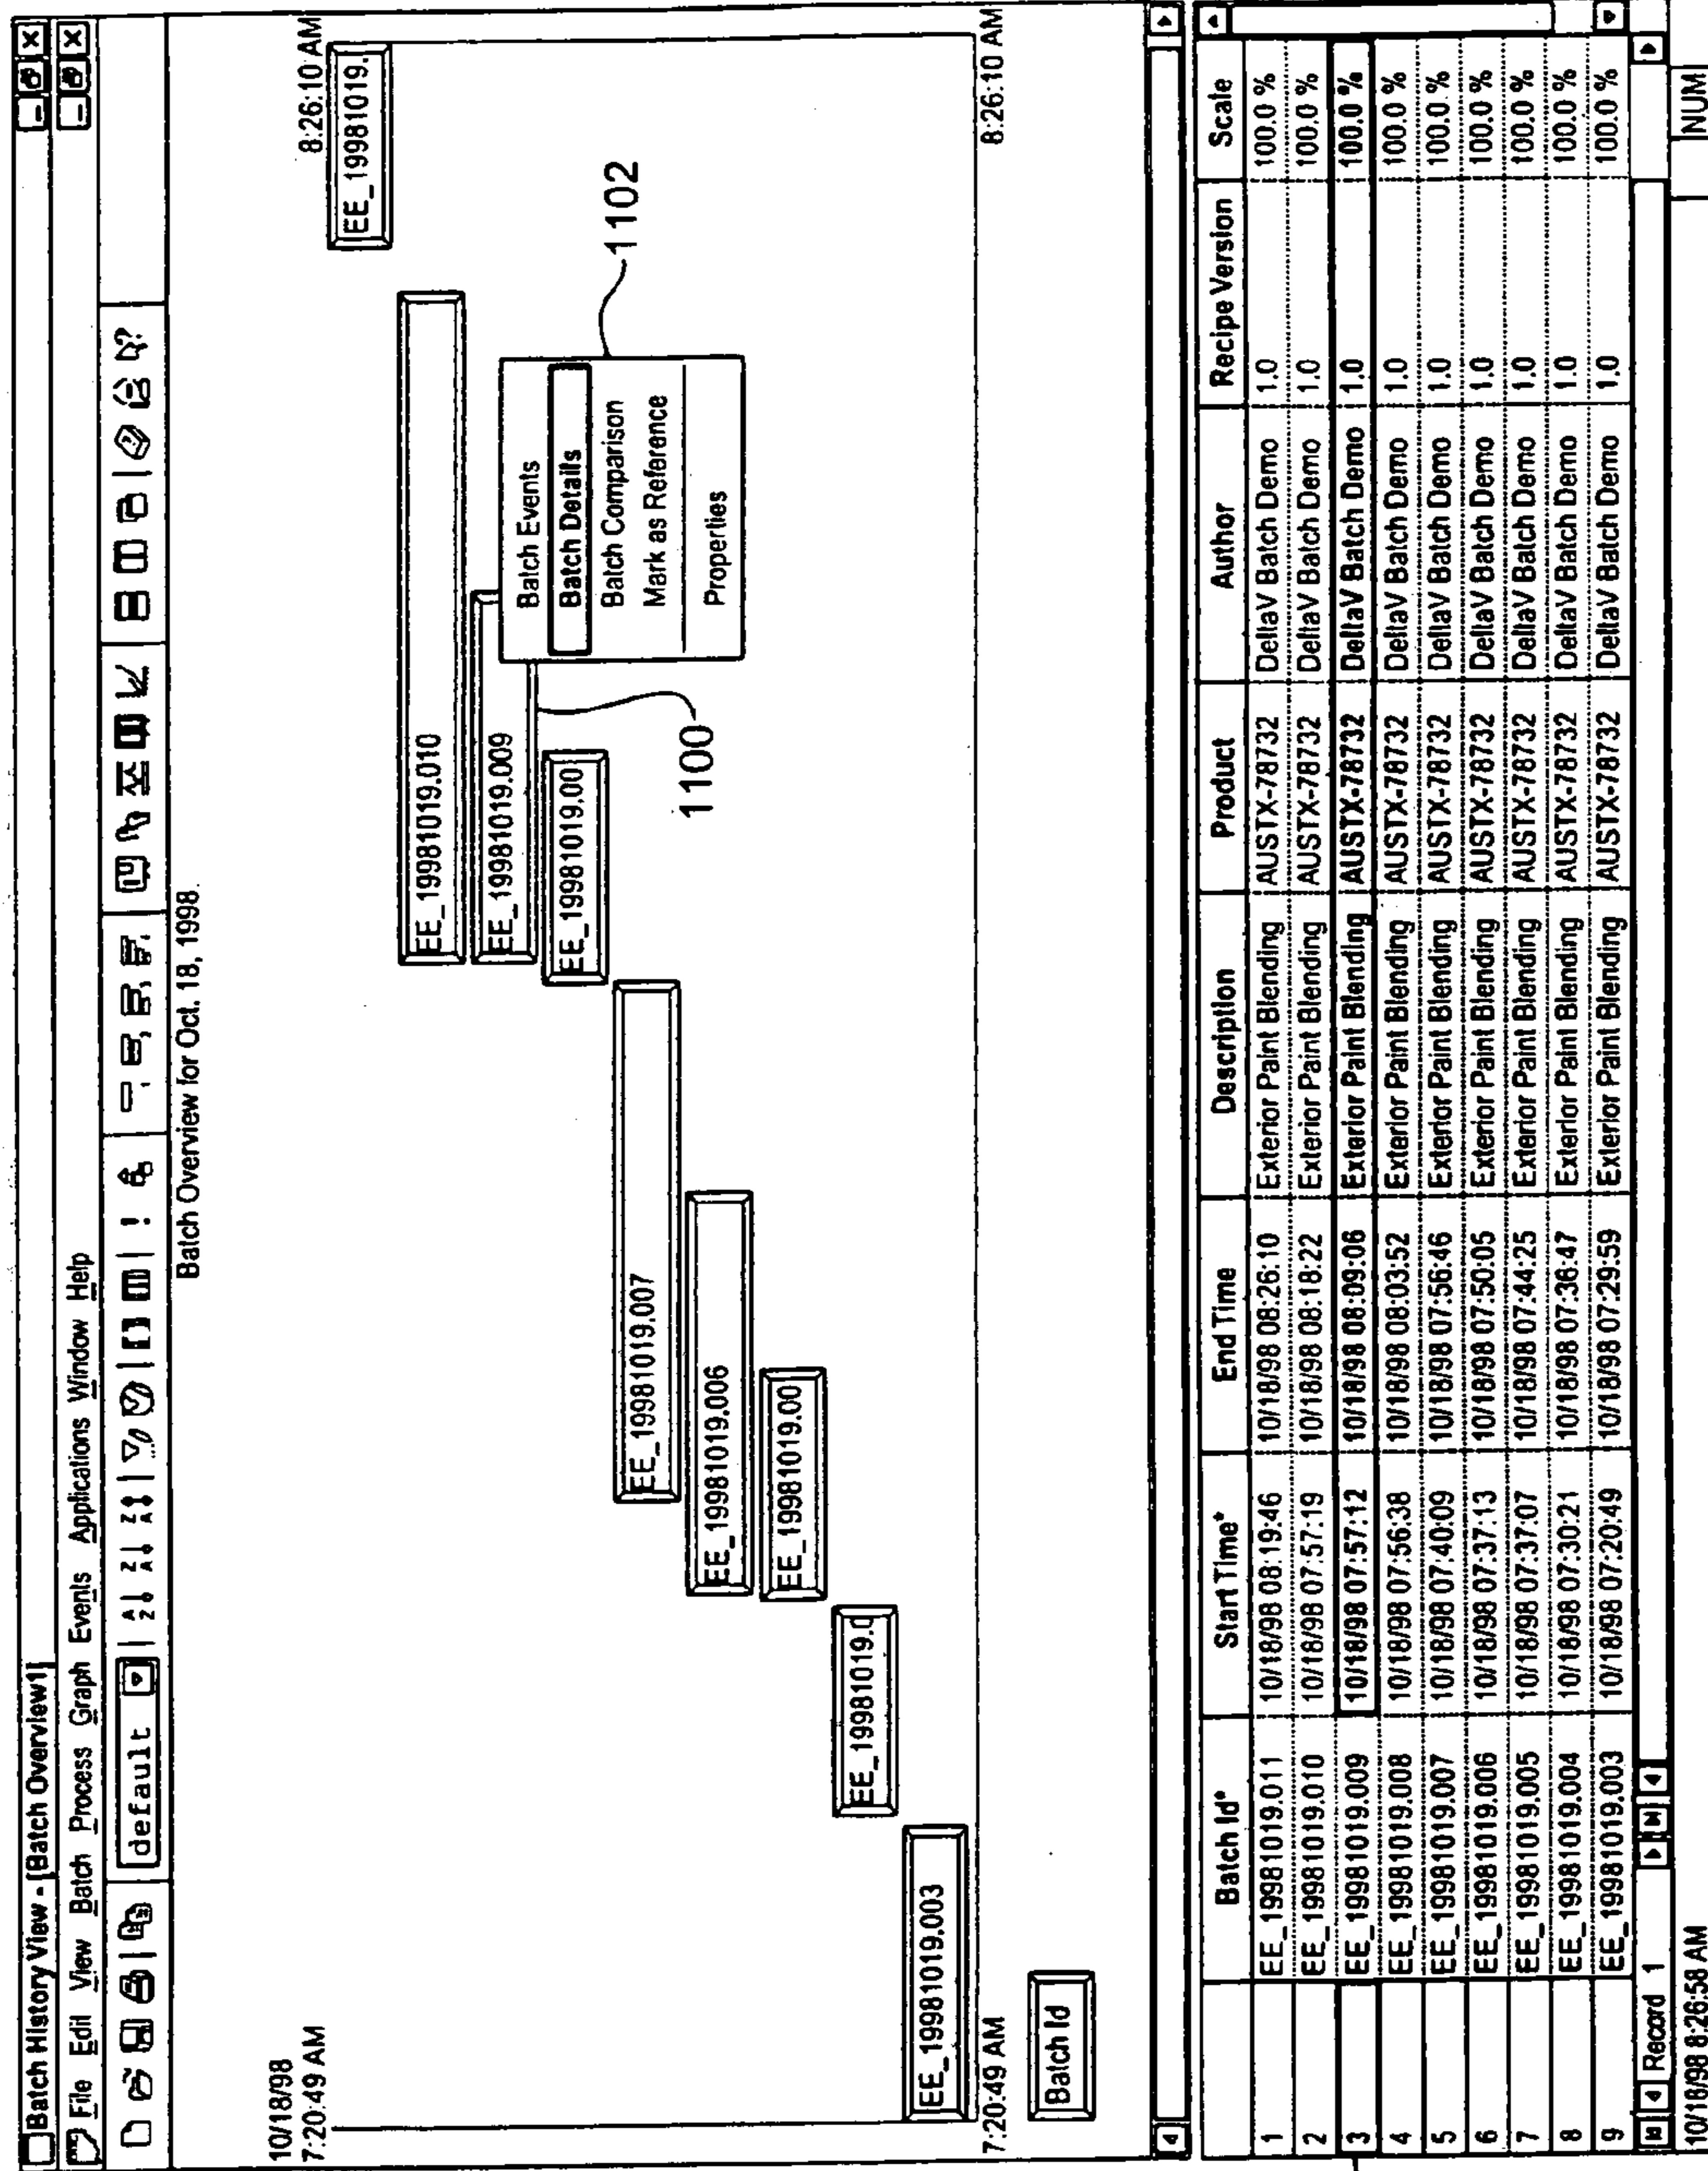 Batch History View - [Batch Overview1]
File Edit View Batch Process Graph Events Applications Window Help
default
Batch Overview for Oct. 18, 1998
10/18/98
7:20:49 AM
8:26:10 AM
EE_19981019.
EE_19981019.010
EE_19981019.009
Batch Events
Batch Details
Batch Comparison
Mark as Reference
Properties
1102
1100
EE_19981019.00
EE_19981019.007
EE_19981019.006
EE_19981019.00
EE_19981019.0
EE_19981019.003
7:20:49 AM
8:26:10 AM
Batch Id
Batch Id* Start Time* End Time Description Product Author Recipe Version Scale
1 EE_19981019.011 10/18/98 08:19:46 10/18/98 08:26:10 Exterior Paint Blending AUSTX-78732 DeltaV Batch Demo 1.0 100.0 %
2 EE_19981019.010 10/18/98 07:57:19 10/18/98 08:18:22 Exterior Paint Blending AUSTX-78732 DeltaV Batch Demo 1.0 100.0 %
3 EE_19981019.009 10/18/98 07:57:12 10/18/98 08:09:06 Exterior Paint Blending AUSTX-78732 DeltaV Batch Demo 1.0 100.0 %
4 EE_19981019.008 10/18/98 07:56:38 10/18/98 08:03:52 Exterior Paint Blending AUSTX-78732 DeltaV Batch Demo 1.0 100.0 %
5 EE_19981019.007 10/18/98 07:40:09 10/18/98 07:56:46 Exterior Paint Blending AUSTX-78732 DeltaV Batch Demo 1.0 100.0 %
6 EE_19981019.006 10/18/98 07:37:13 10/18/98 07:50:05 Exterior Paint Blending AUSTX-78732 DeltaV Batch Demo 1.0 100.0 %
7 EE_19981019.005 10/18/98 07:37:07 10/18/98 07:44:25 Exterior Paint Blending AUSTX-78732 DeltaV Batch Demo 1.0 100.0 %
8 EE_19981019.004 10/18/98 07:30:21 10/18/98 07:36:47 Exterior Paint Blending AUSTX-78732 DeltaV Batch Demo 1.0 100.0 %
9 EE_19981019.003 10/18/98 07:20:49 10/18/98 07:29:59 Exterior Paint Blending AUSTX-78732 DeltaV Batch Demo 1.0 100.0 %
Record 1
10/18/98 8:26:58 AM
NUM